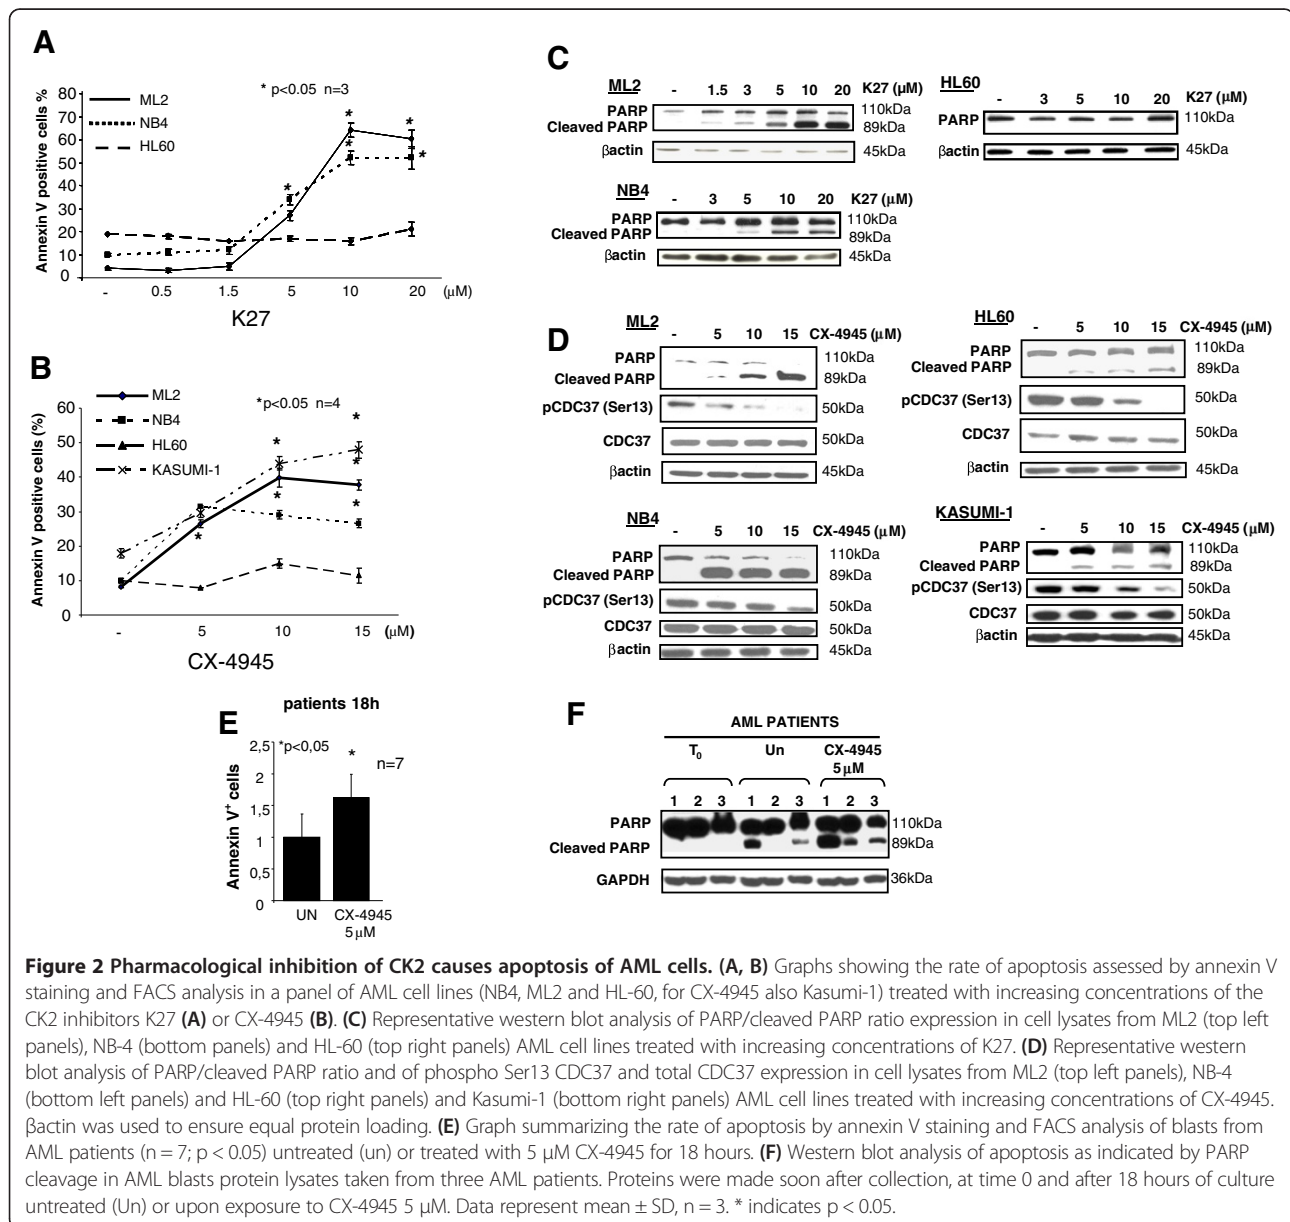 A
* p<0.05 n=3
Annexin V positive cells %
80
70
60
50
40
30
20
10
0
ML2
NB4
HL60
*
*
*
*
*
- 0.5 1.5 5 10 20 (µM)
K27
B
*p<0.05 n=4
Annexin V positive cells (%)
60
50
40
30
20
10
0
ML2
NB4
HL60
KASUMI-1
*
*
*
*
*
*
- 5 10 15 (µM)
CX-4945
C
ML2
- 1.5 3 5 10 20 K27 (µM)
PARP 110kDa
Cleaved PARP 89kDa
βactin 45kDa
HL60
- 3 5 10 20 K27 (µM)
PARP 110kDa
βactin 45kDa
NB4
- 3 5 10 20 K27 (µM)
PARP 110kDa
Cleaved PARP 89kDa
βactin 45kDa
D
ML2
- 5 10 15 CX-4945 (µM)
PARP 110kDa
Cleaved PARP 89kDa
pCDC37 (Ser13) 50kDa
CDC37 50kDa
βactin 45kDa
HL60
- 5 10 15 CX-4945 (µM)
PARP 110kDa
Cleaved PARP 89kDa
pCDC37 (Ser13) 50kDa
CDC37 50kDa
βactin 45kDa
NB4
- 5 10 15 CX-4945 (µM)
PARP 110kDa
Cleaved PARP 89kDa
pCDC37 (Ser13) 50kDa
CDC37 50kDa
βactin 45kDa
KASUMI-1
- 5 10 15 CX-4945 (µM)
PARP 110kDa
Cleaved PARP 89kDa
pCDC37 (Ser13) 50kDa
CDC37 50kDa
βactin 45kDa
E
patients 18h
*p<0,05
*
n=7
Annexin V+ cells
2,5
2
1,5
1
0,5
0
UN CX-4945
5 µM
F
AML PATIENTS
T0 Un CX-4945
5 µM
1 2 3 1 2 3 1 2 3
PARP 110kDa
Cleaved PARP 89kDa
GAPDH 36kDa
Figure 2 Pharmacological inhibition of CK2 causes apoptosis of AML cells. (A, B) Graphs showing the rate of apoptosis assessed by annexin V
staining and FACS analysis in a panel of AML cell lines (NB4, ML2 and HL-60, for CX-4945 also Kasumi-1) treated with increasing concentrations of the
CK2 inhibitors K27 (A) or CX-4945 (B). (C) Representative western blot analysis of PARP/cleaved PARP ratio expression in cell lysates from ML2 (top left
panels), NB-4 (bottom panels) and HL-60 (top right panels) AML cell lines treated with increasing concentrations of K27. (D) Representative western
blot analysis of PARP/cleaved PARP ratio and of phospho Ser13 CDC37 and total CDC37 expression in cell lysates from ML2 (top left panels), NB-4
(bottom left panels) and HL-60 (top right panels) and Kasumi-1 (bottom right panels) AML cell lines treated with increasing concentrations of CX-4945.
βactin was used to ensure equal protein loading. (E) Graph summarizing the rate of apoptosis by annexin V staining and FACS analysis of blasts from
AML patients (n = 7; p < 0.05) untreated (un) or treated with 5 µM CX-4945 for 18 hours. (F) Western blot analysis of apoptosis as indicated by PARP
cleavage in AML blasts protein lysates taken from three AML patients. Proteins were made soon after collection, at time 0 and after 18 hours of culture
untreated (Un) or upon exposure to CX-4945 5 µM. Data represent mean ± SD, n = 3. * indicates p < 0.05.